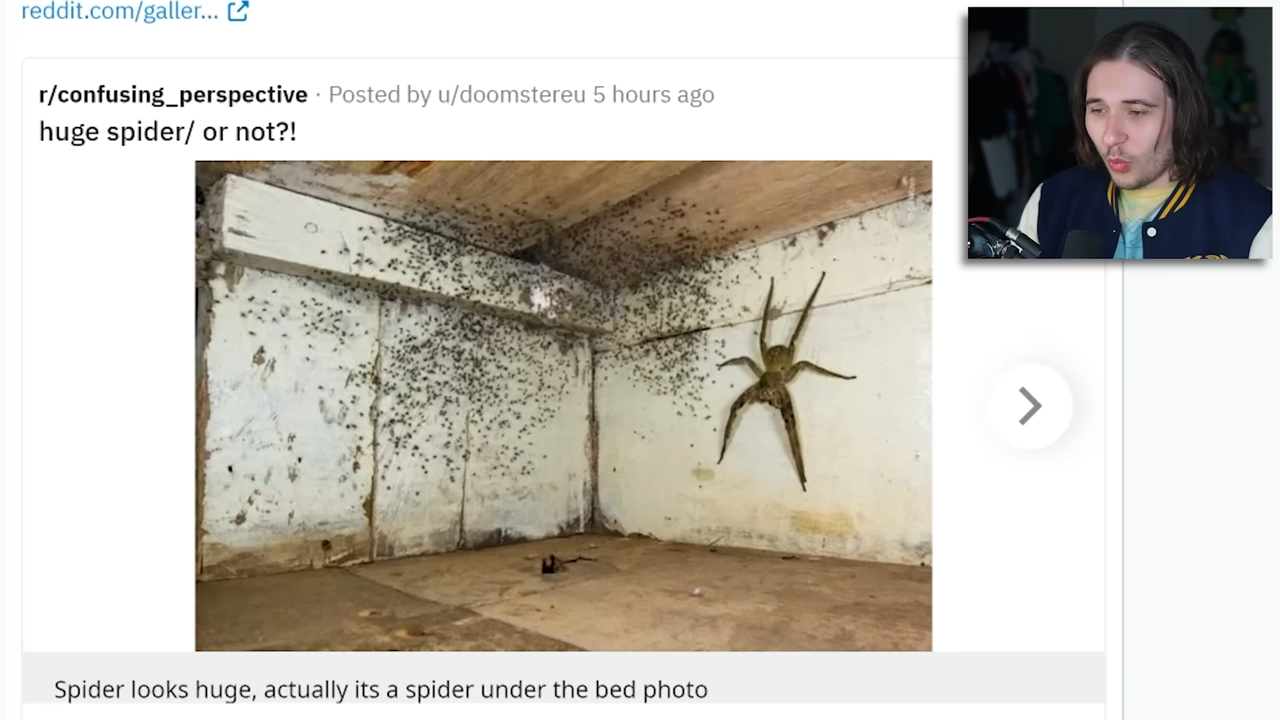 reddit.com/galler...
r/confusing_perspective · Posted by u/doomstereu 5 hours ago
huge spider/ or not?!
Spider looks huge, actually its a spider under the bed photo